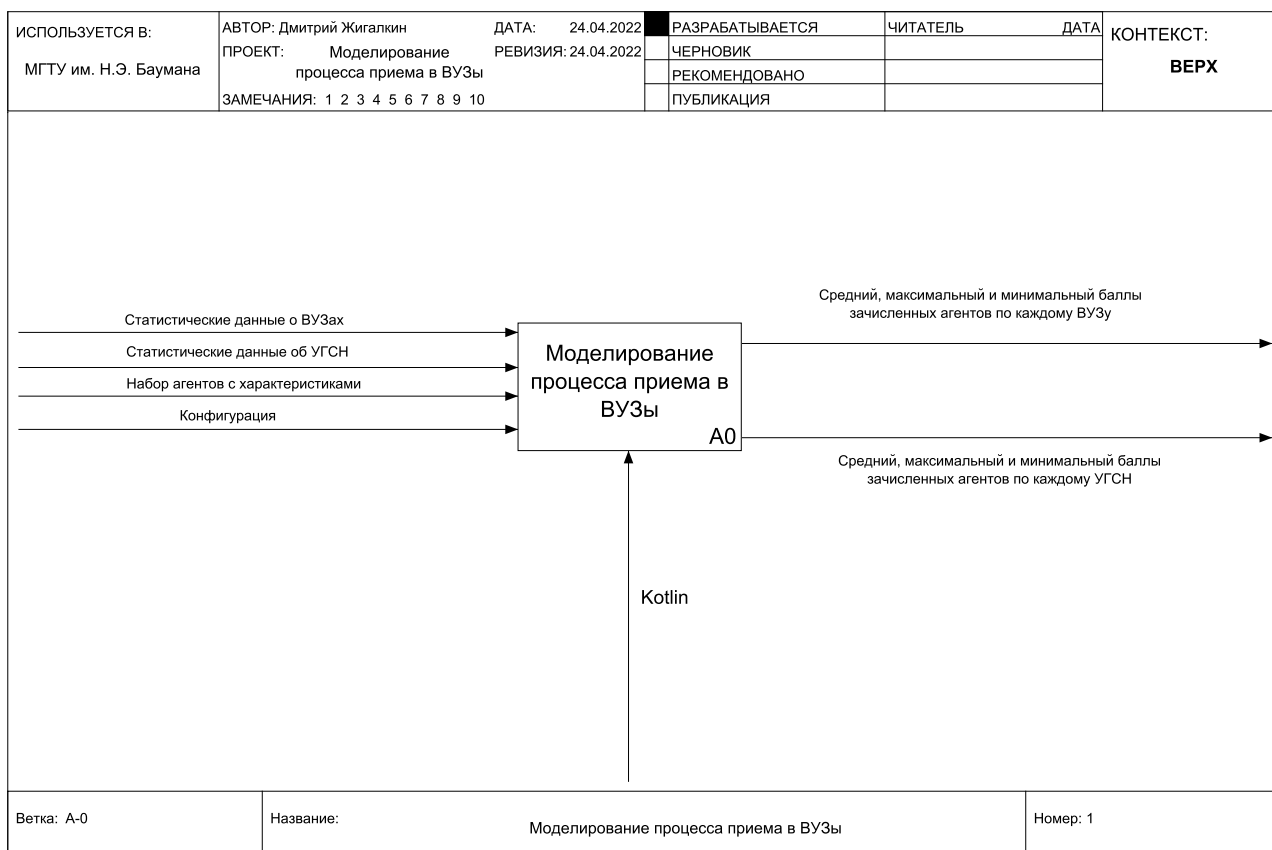 ИСПОЛЬЗУЕТСЯ В:
МГТУ им. Н.Э. Баумана
АВТОР: Дмитрий Жигалкин
ДАТА: 24.04.2022
ПРОЕКТ: Моделирование
процесса приема в ВУЗы
РЕВИЗИЯ: 24.04.2022
ЗАМЕЧАНИЯ: 1 2 3 4 5 6 7 8 9 10
РАЗРАБАТЫВАЕТСЯ
ЧЕРНОВИК
РЕКОМЕНДОВАНО
ПУБЛИКАЦИЯ
ЧИТАТЕЛЬ ДАТА
КОНТЕКСТ:
ВЕРХ
Статистические данные о ВУЗах
Статистические данные об УГСН
Набор агентов с характеристиками
Конфигурация
Моделирование
процесса приема в
ВУЗы
A0
Средний, максимальный и минимальный баллы
зачисленных агентов по каждому ВУЗу
Средний, максимальный и минимальный баллы
зачисленных агентов по каждому УГСН
Kotlin
Ветка: А-0
Название:
Моделирование процесса приема в ВУЗы
Номер: 1